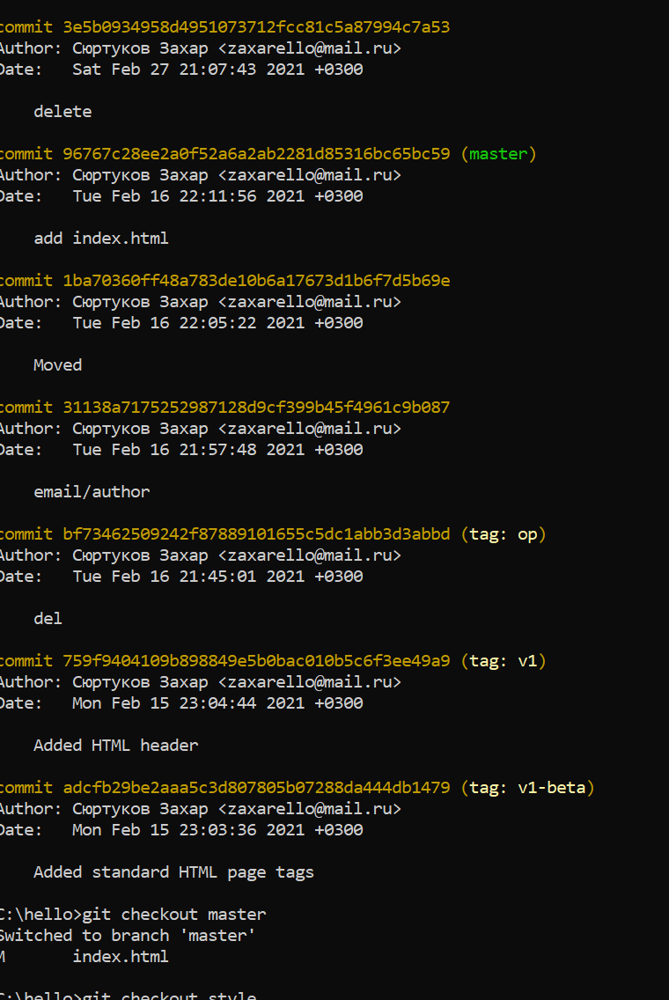 commit 3e5b0934958d4951073712fcc81c5a87994c7a53
Author: Сюртуков Захар <zaxarello@mail.ru>
Date:   Sat Feb 27 21:07:43 2021 +0300
delete
commit 96767c28ee2a0f52a6a2ab2281d85316bc65bc59 (master)
Author: Сюртуков Захар <zaxarello@mail.ru>
Date:   Tue Feb 16 22:11:56 2021 +0300
add index.html
commit 1ba70360ff48a783de10b6a17673d1b6f7d5b69e
Author: Сюртуков Захар <zaxarello@mail.ru>
Date:   Tue Feb 16 22:05:22 2021 +0300
Moved
commit 31138a7175252987128d9cf399b45f4961c9b087
Author: Сюртуков Захар <zaxarello@mail.ru>
Date:   Tue Feb 16 21:57:48 2021 +0300
email/author
commit bf73462509242f87889101655c5dc1abb3d3abbd (tag: op)
Author: Сюртуков Захар <zaxarello@mail.ru>
Date:   Tue Feb 16 21:45:01 2021 +0300
del
commit 759f9404109b898849e5b0bac010b5c6f3ee49a9 (tag: v1)
Author: Сюртуков Захар <zaxarello@mail.ru>
Date:   Mon Feb 15 23:04:44 2021 +0300
Added HTML header
commit adcfb29be2aaa5c3d807805b07288da444db1479 (tag: v1-beta)
Author: Сюртуков Захар <zaxarello@mail.ru>
Date:   Mon Feb 15 23:03:36 2021 +0300
Added standard HTML page tags
C:\hello>git checkout master
Switched to branch 'master'
M       index.html
C:\hello>git checkout style